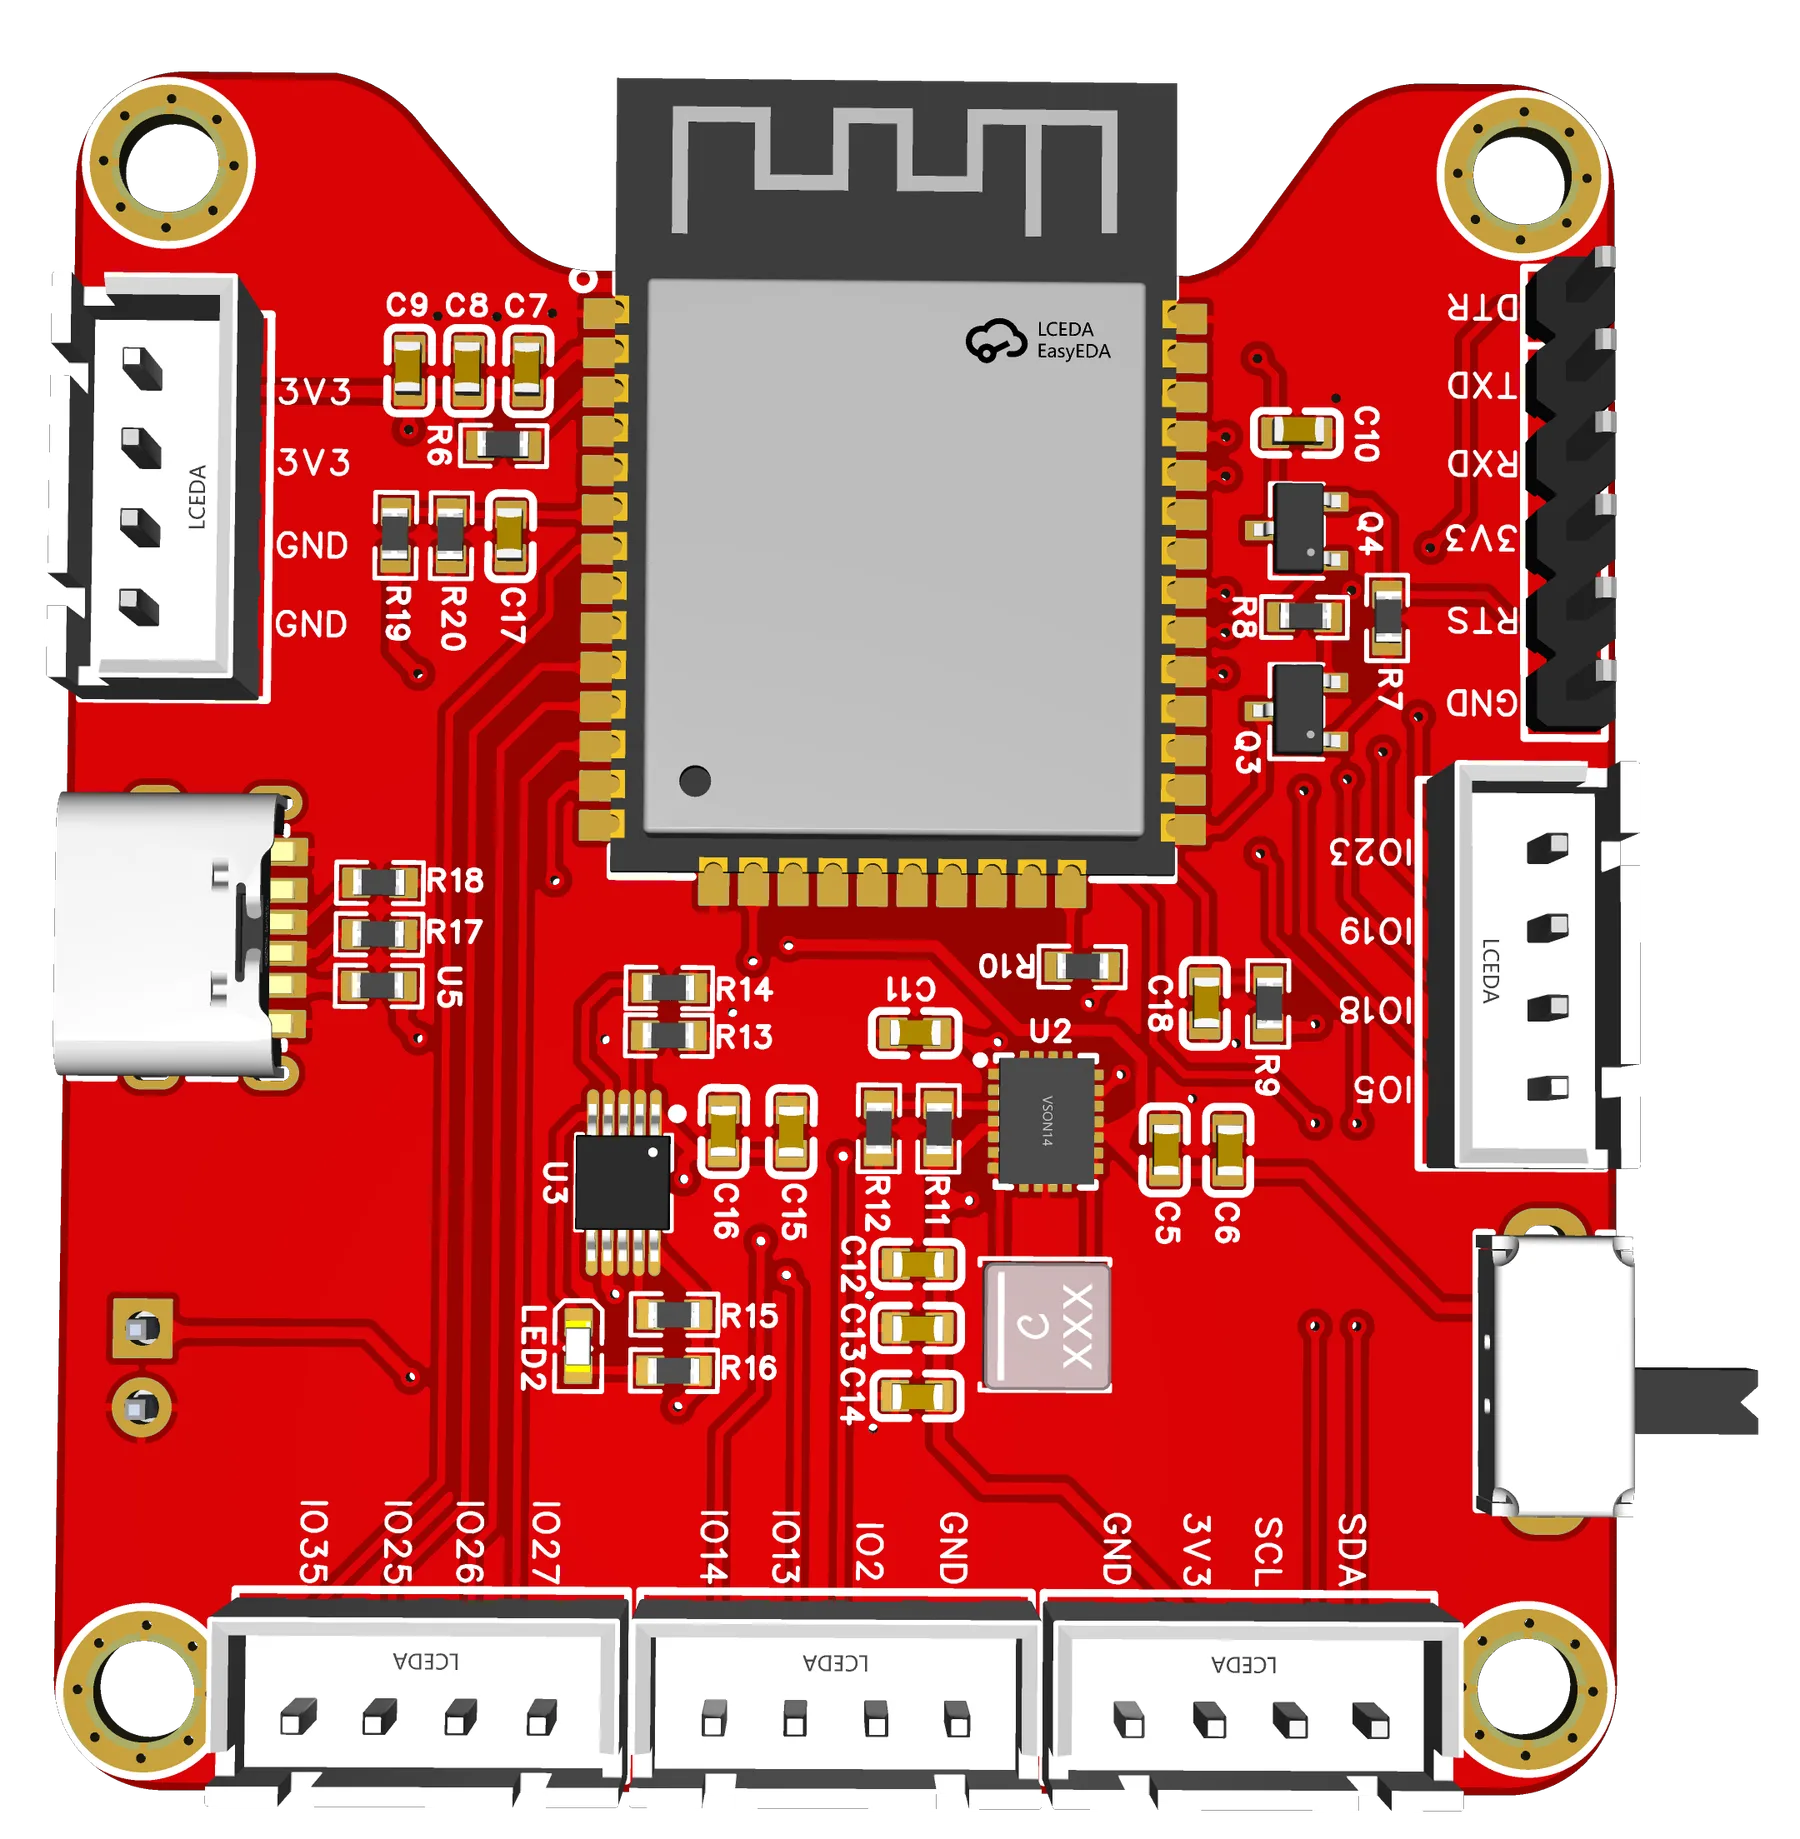 LCEDA
EasyEDA
C9
C8
C7
3V3
3V3
GND
GND
LCEDA
R6
R19
R20
C17
C10
Q4
R8
R7
Q3
DTR
TXD
RXD
3V3
RTS
GND
IO23
IO19
IO18
IO5
LCEDA
R18
R17
U5
R14
R13
C11
R10
U2
C18
R9
VSON14
U3
C16
C15
R12
R11
C5
C6
C12
C13
C14
XXX
C
LED2
R15
R16
IO35
IO25
IO26
IO27
IO14
IO13
IO2
GND
GND
3V3
SCL
SDA
LCEDA
LCEDA
LCEDA